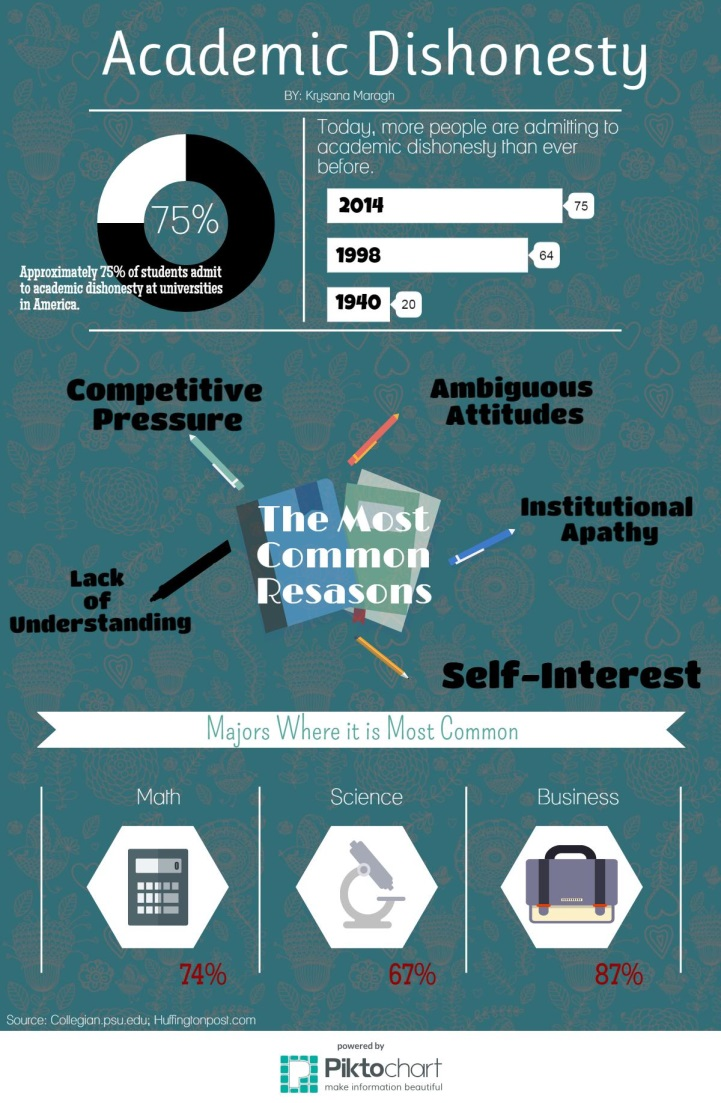 Academic Dishonesty
BY: Krysana Maragh
75%
Approximately 75% of students admit
to academic dishonesty at universities
in America.
Today, more people are admitting to
academic dishonesty than ever
before.
2014
75
1998
64
1940
20
Competitive
Pressure
Ambiguous
Attitudes
The Most
Common
Resasons
Institutional
Apathy
Lack
of
Understanding
Self-Interest
Majors Where it is Most Common
Math
Science
Business
0
74%
67%
87%
Source: Collegian.psu.edu; Huffingtonpost.com
powered by
Piktochart
make information beautiful